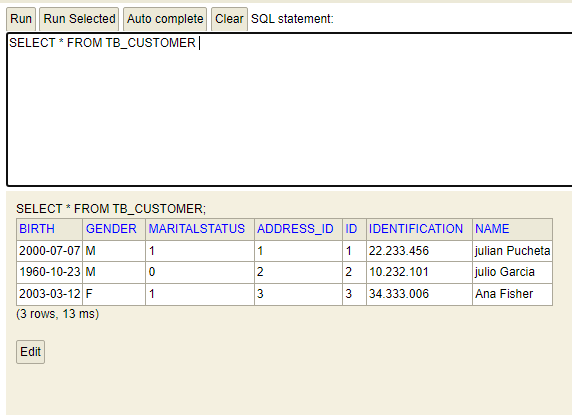 Run Run Selected Auto complete Clear SQL statement:
SELECT * FROM TB_CUSTOMER
SELECT * FROM TB_CUSTOMER;
BIRTH GENDER MARITALSTATUS ADDRESS_ID ID IDENTIFICATION NAME
2000-07-07 M 1 1 1 22.233.456 julian Pucheta
1960-10-23 M 0 2 2 10.232.101 julio Garcia
2003-03-12 F 1 3 3 34.333.006 Ana Fisher
(3 rows, 13 ms)
Edit